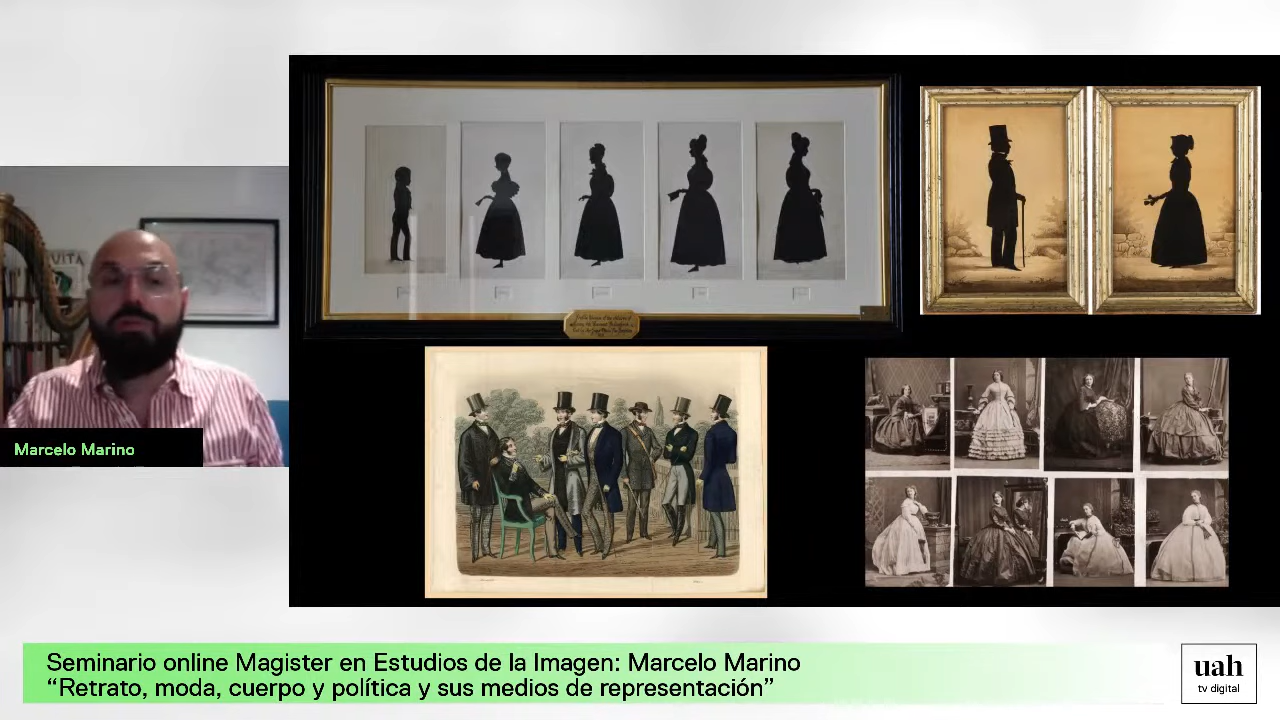 VITA
Marcelo Marino
Seminario online Magister en Estudios de la Imagen: Marcelo Marino
“Retrato, moda, cuerpo y política y sus medios de representación”
uah
tv digital